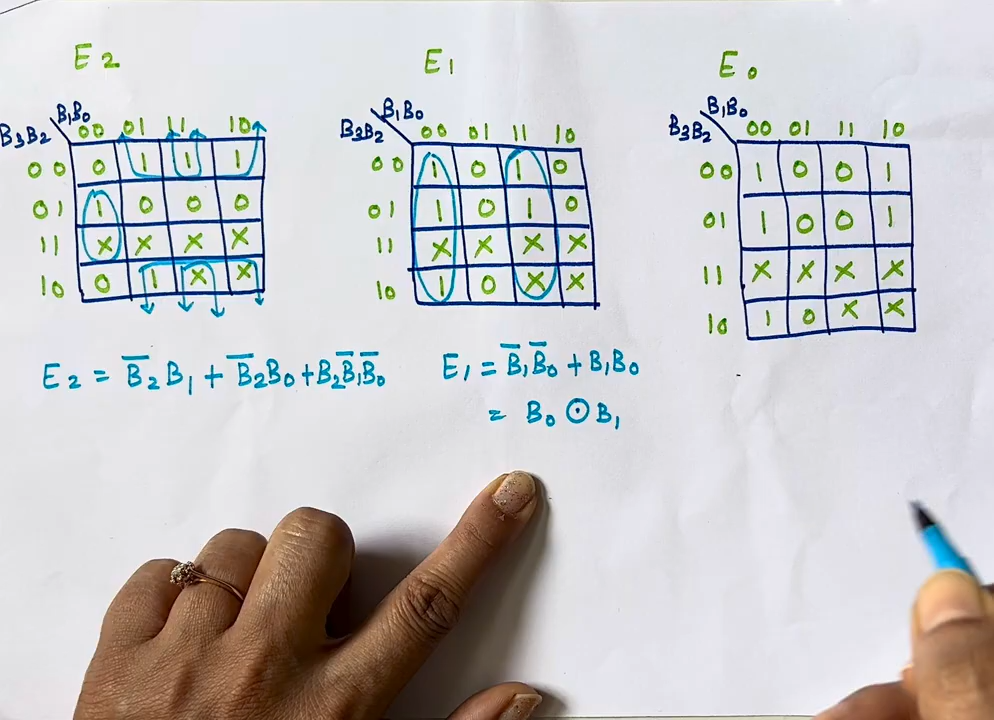 E2
B₁B₀
B₃B₂ 00 01 11 10
00 0 1 1 1
01 1 0 0 0
11 X X X X
10 0 1 X X
E2 = B̅₂B₁ + B̅₂B₀ + B₂B̅₁B̅₀
E₁
B₁B₀
B₃B₂ 00 01 11 10
00 1 0 1 0
01 1 0 1 0
11 X X X X
10 1 0 X X
E₁ = B̅₁B̅₀ + B₁B₀
= B₀ ⊙ B₁
E₀
B₁B₀
B₃B₂ 00 01 11 10
00 1 0 0 1
01 1 0 0 1
11 X X X X
10 1 0 X X